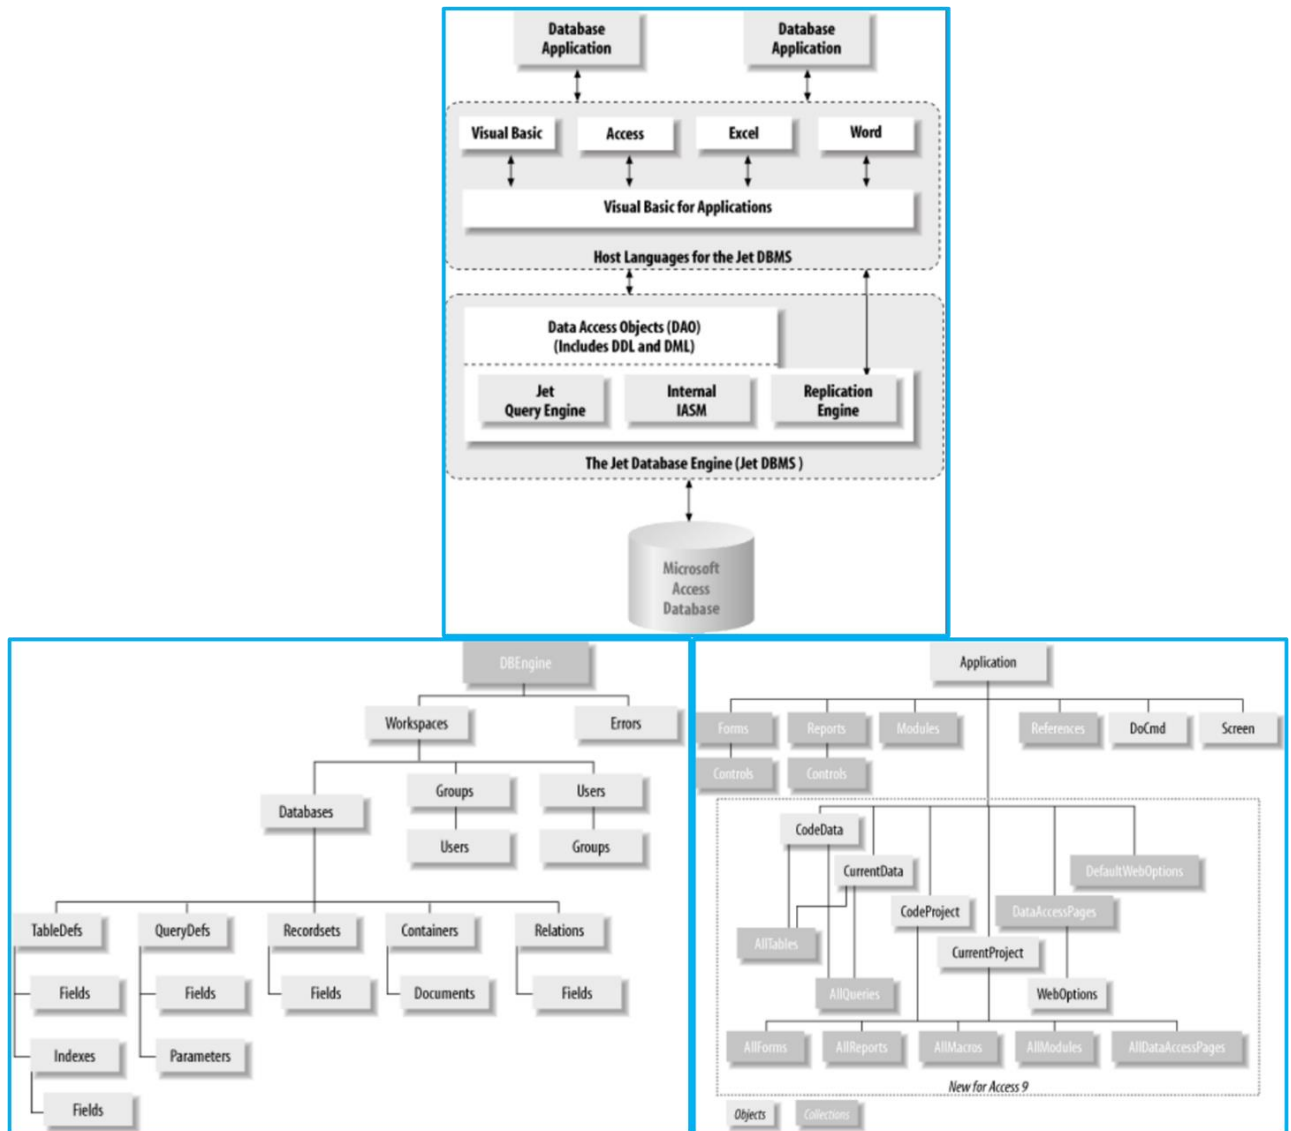 Database
Application
Database
Application
Visual Basic
Access
Excel
Word
Visual Basic for Applications
Host Languages for the Jet DBMS
Data Access Objects (DAO)
(Includes DDL and DML)
Jet
Query Engine
Internal
IASM
Replication
Engine
The Jet Database Engine (Jet DBMS )
Microsoft
Access
Database
DBEngine
Workspaces
Errors
Databases
Groups
Users
Users
Groups
TableDefs
QueryDefs
Recordsets
Containers
Relations
Fields
Fields
Fields
Documents
Fields
Indexes
Parameters
Fields
Application
Forms
Reports
Modules
References
DoCmd
Screen
Controls
Controls
CodeData
CurrentData
DefaultWebOptions
CodeProject
DataAccessPages
AllTables
CurrentProject
AllQueries
WebOptions
AllForms
AllReports
AllMacros
AllModules
AllDataAccessPages
New for Access 9
Objects
Collections